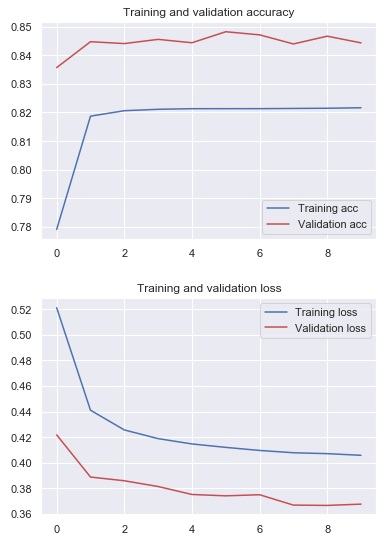 Training and validation accuracy
0.85
0.84
0.83
0.82
0.81
0.80
0.79
0.78
Training acc
Validation acc
0 2 4 6 8
Training and validation loss
0.52
0.50
0.48
0.46
0.44
0.42
0.40
0.38
0.36
Training loss
Validation loss
0 2 4 6 8